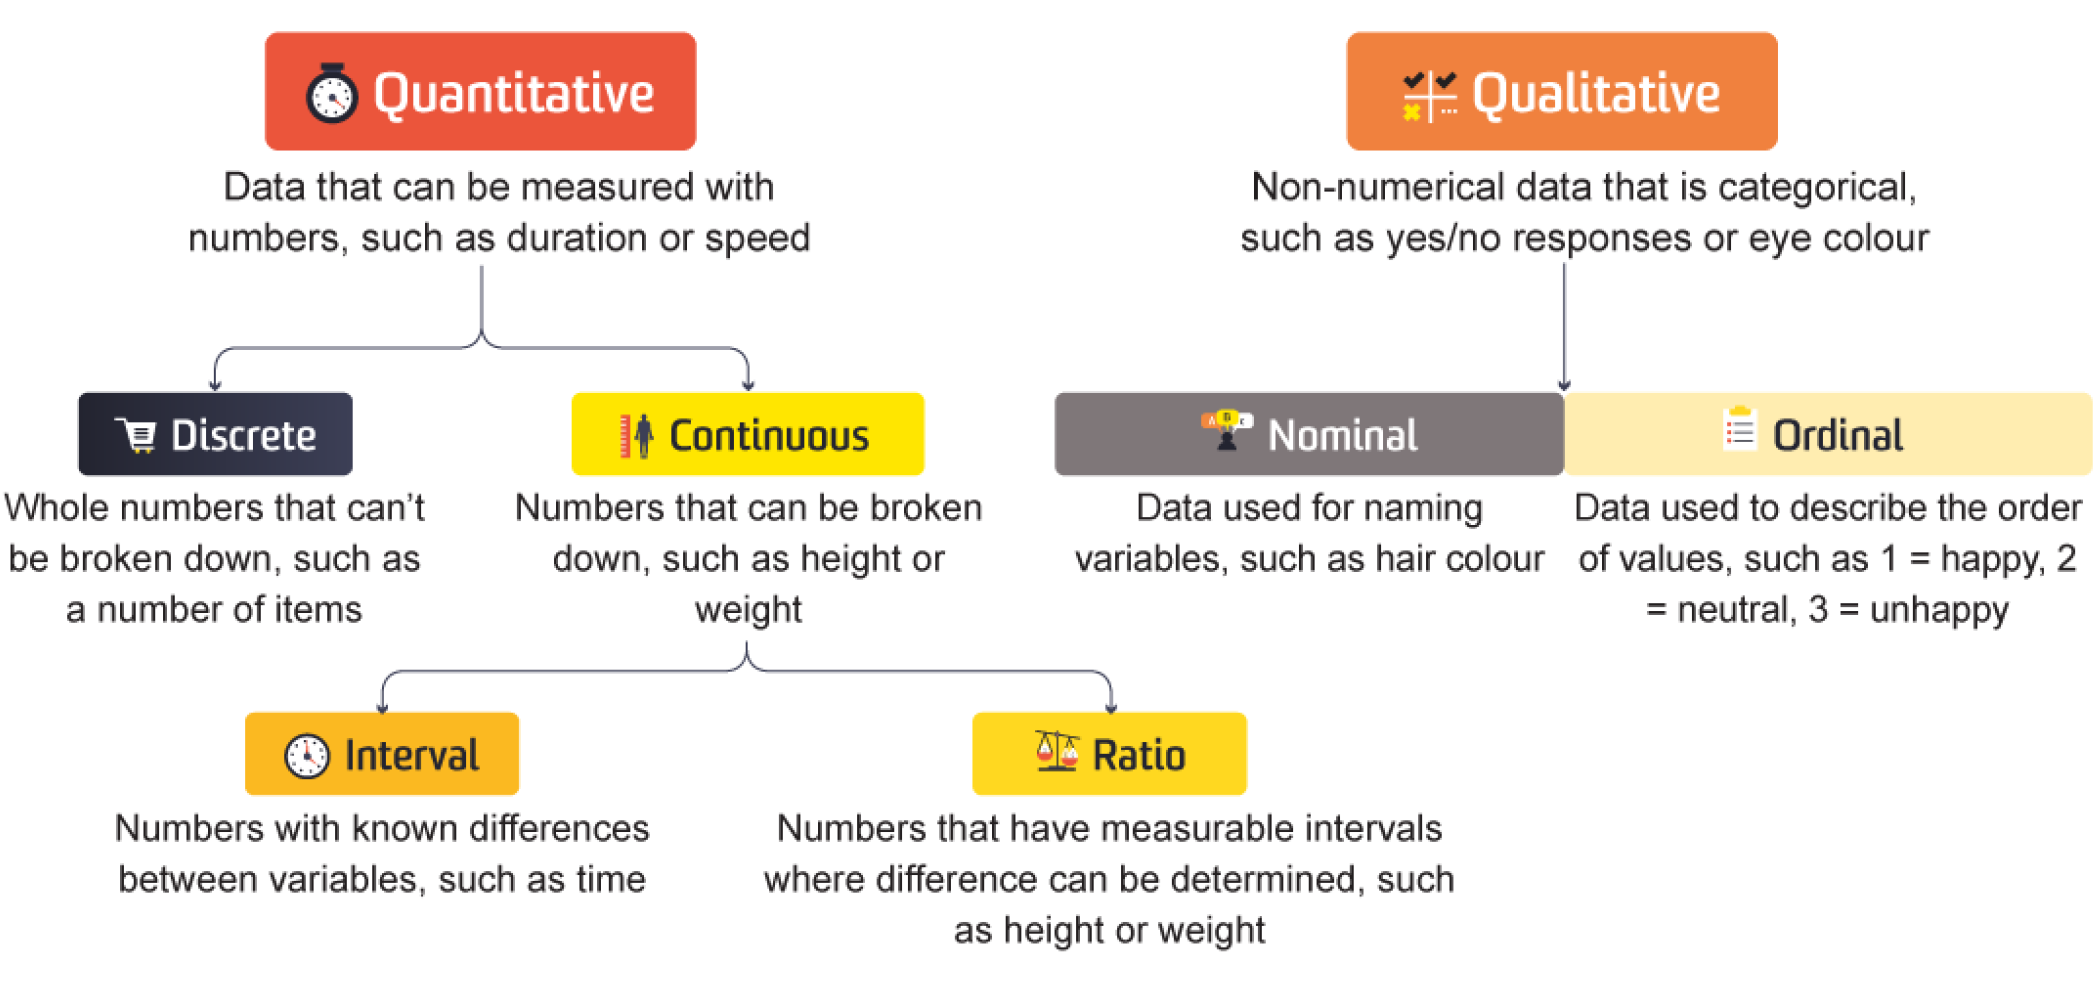 Quantitative
Data that can be measured with
numbers, such as duration or speed
Qualitative
Non-numerical data that is categorical,
such as yes/no responses or eye colour
Discrete
Whole numbers that can’t
be broken down, such as
a number of items
Continuous
Numbers that can be broken
down, such as height or
weight
Nominal
Data used for naming
variables, such as hair colour
Ordinal
Data used to describe the order
of values, such as 1 = happy, 2
= neutral, 3 = unhappy
Interval
Numbers with known differences
between variables, such as time
Ratio
Numbers that have measurable intervals
where difference can be determined, such
as height or weight